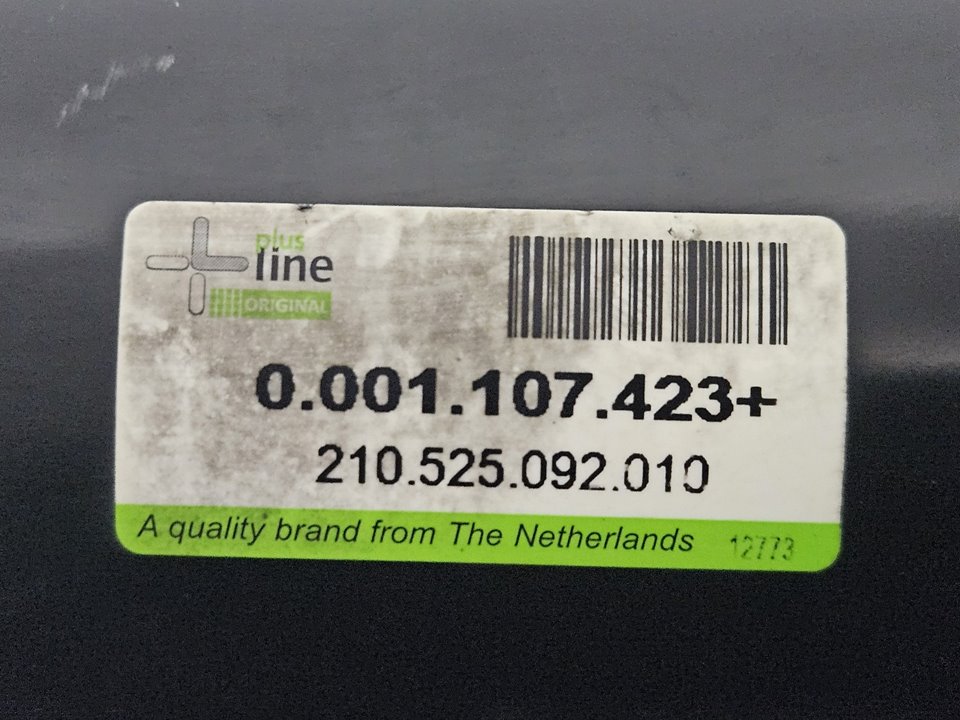 plus
line
ORIGINAL
0.001.107.423+
210.525.092.010
A quality brand from The Netherlands 12773